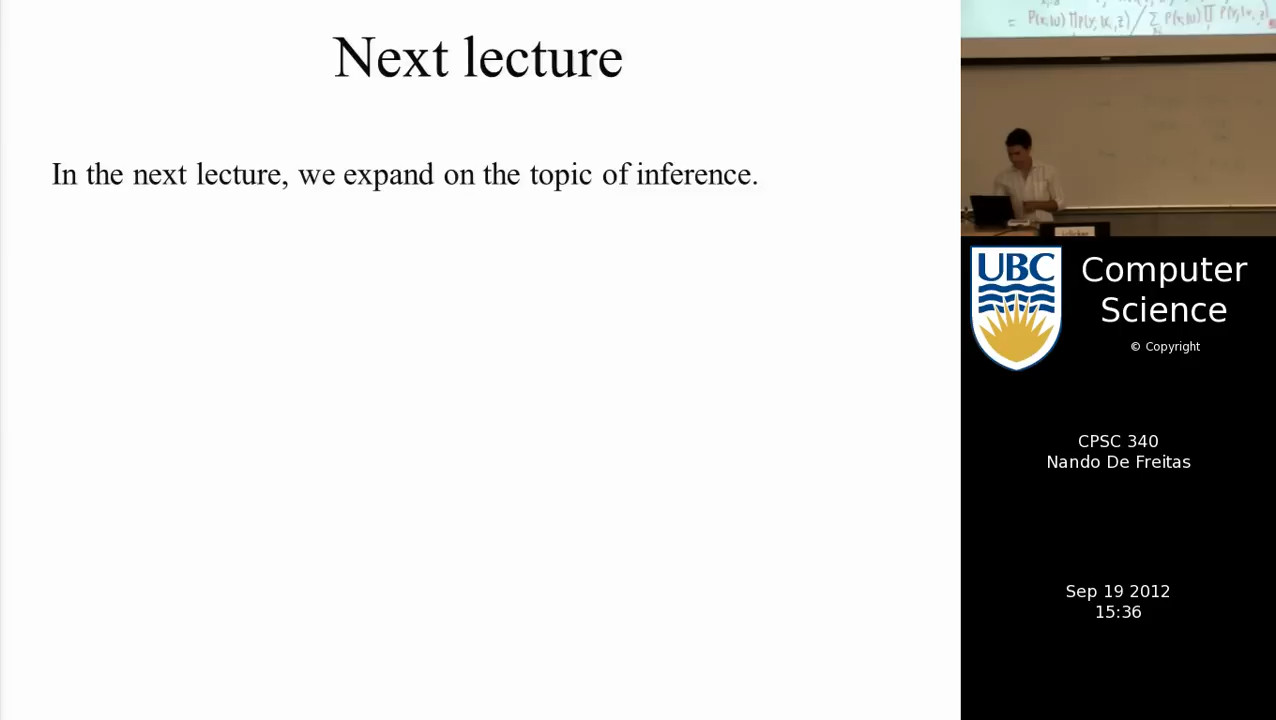 Next lecture
In the next lecture, we expand on the topic of inference.
UBC
Computer
Science
© Copyright
CPSC 340
Nando De Freitas
Sep 19 2012
15:36